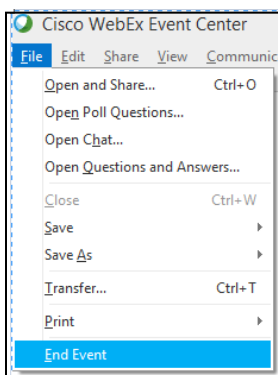 Cisco WebEx Event Center
File Edit Share View Communic
Open and Share... Ctrl+O
Open Poll Questions...
Open Chat...
Open Questions and Answers...
Close Ctrl+W
Save
Save As
Transfer... Ctrl+T
Print
End Event